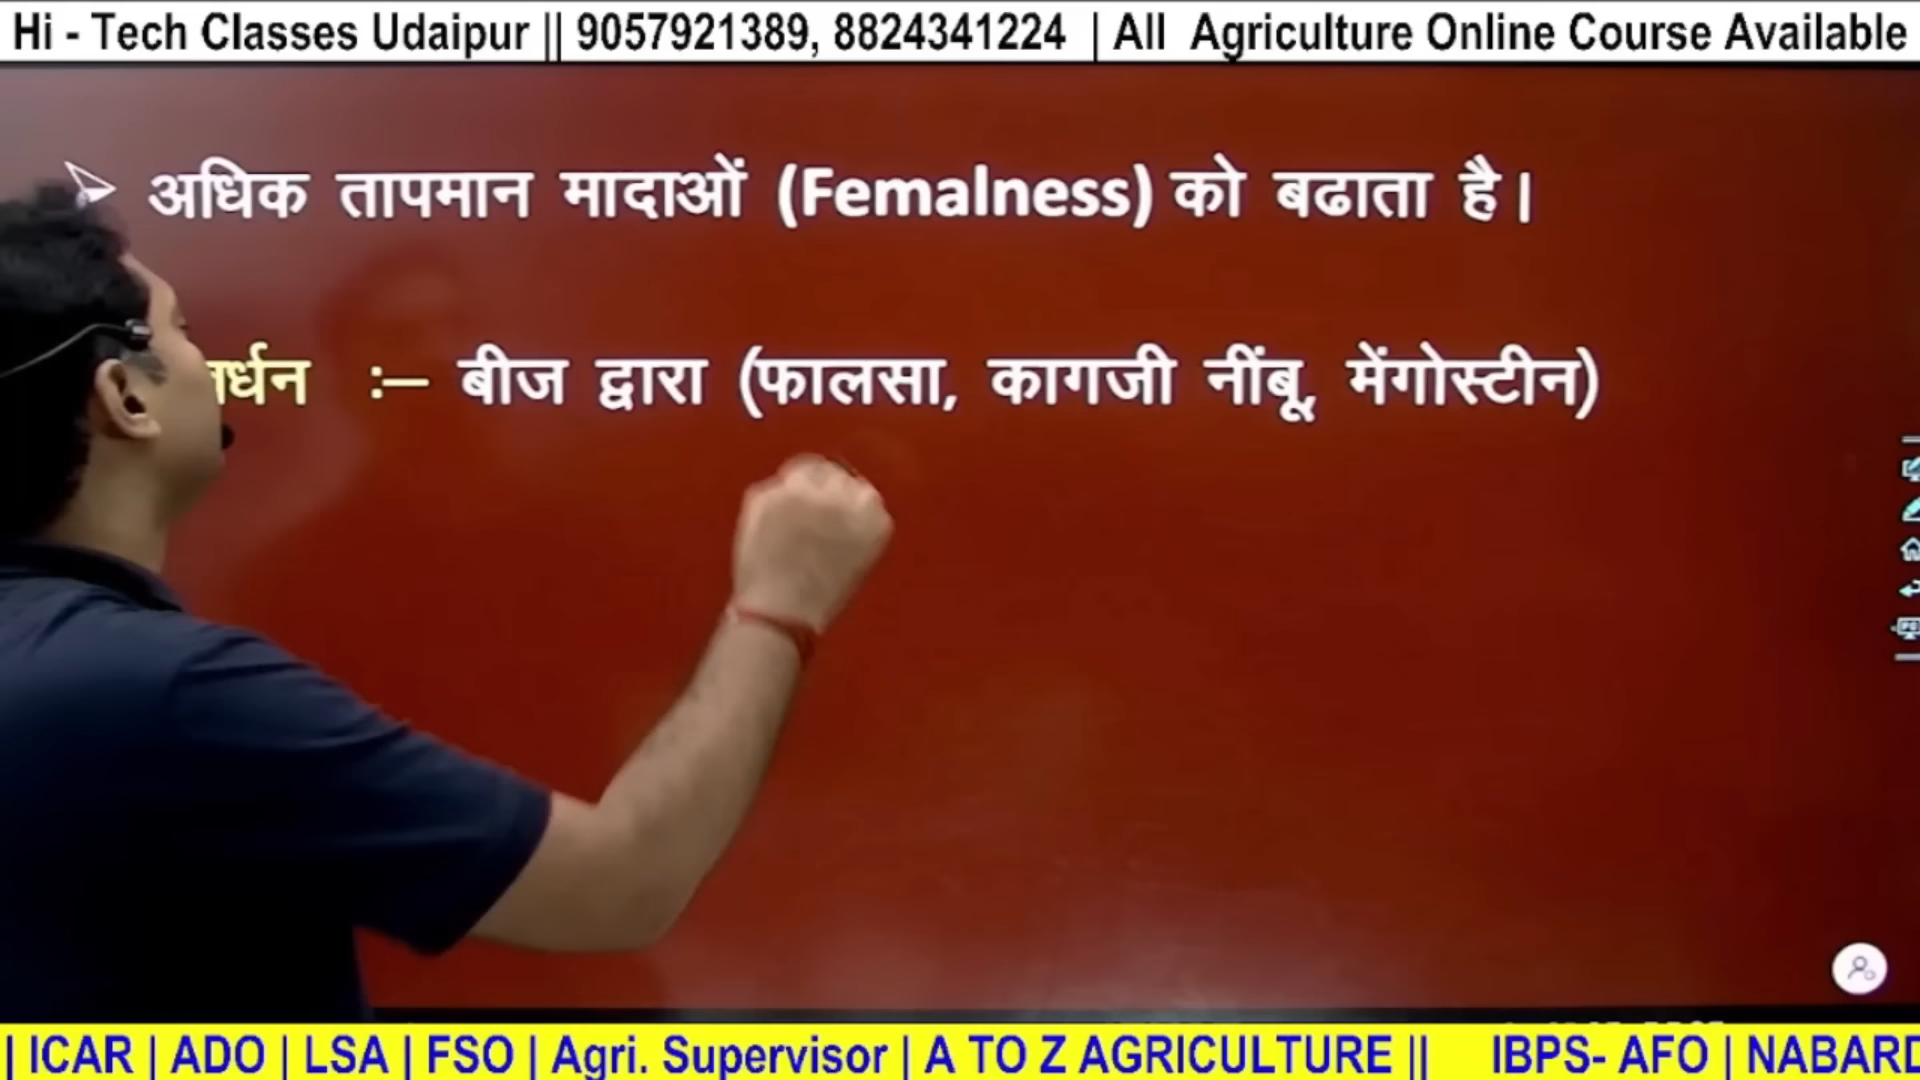 Hi - Tech Classes Udaipur || 9057921389, 8824341224 | All Agriculture Online Course Available
➢ अधिक तापमान मादाओं (Femalness) को बढाता है।
र्धन :– बीज द्वारा (फालसा, कागजी नींबू, मेंगोस्टीन)
| ICAR | ADO | LSA | FSO | Agri. Supervisor | A TO Z AGRICULTURE || IBPS- AFO | NABARD